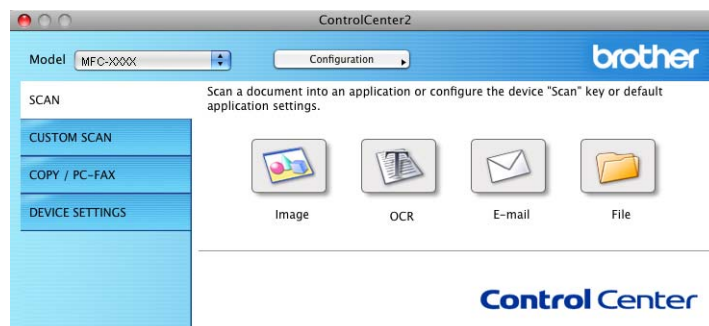 ControlCenter2
Model MFC-XXXX Configuration
brother
SCAN
Scan a document into an application or configure the device "Scan" key or default
application settings.
CUSTOM SCAN
COPY / PC-FAX
DEVICE SETTINGS
Image OCR E-mail File
Control Center